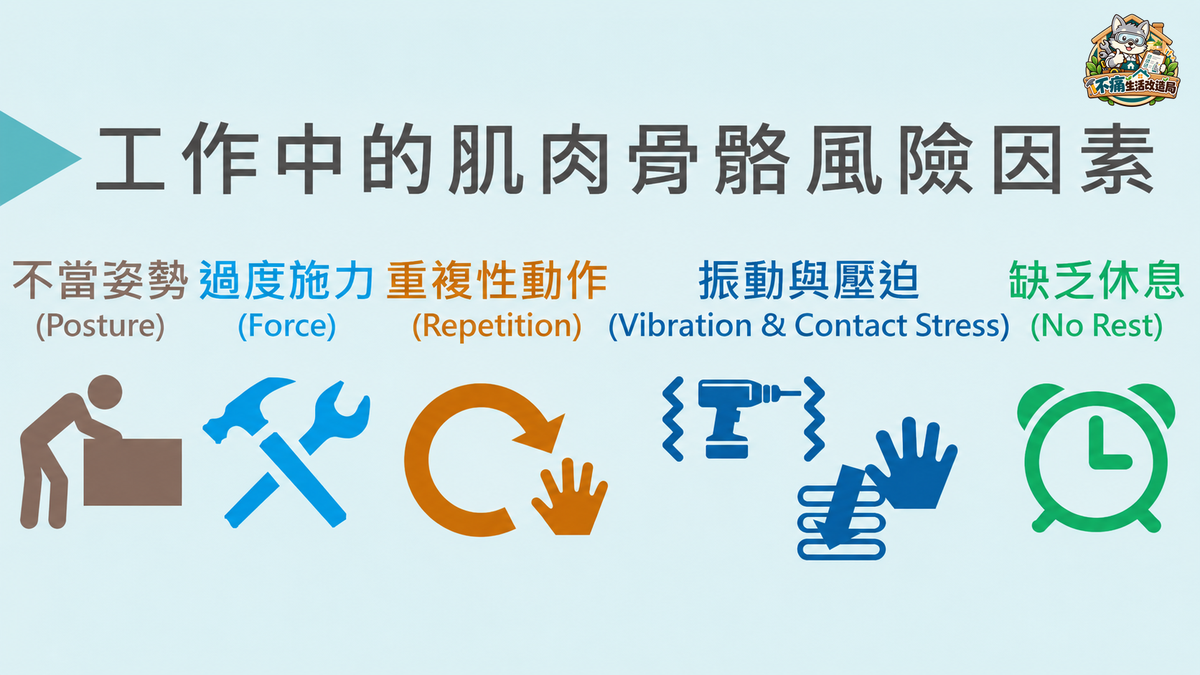 不痛生活改造局
工作中的肌肉骨骼風險因素
不當姿勢
(Posture)
過度施力
(Force)
重複性動作
(Repetition)
振動與壓迫
(Vibration & Contact Stress)
缺乏休息
(No Rest)